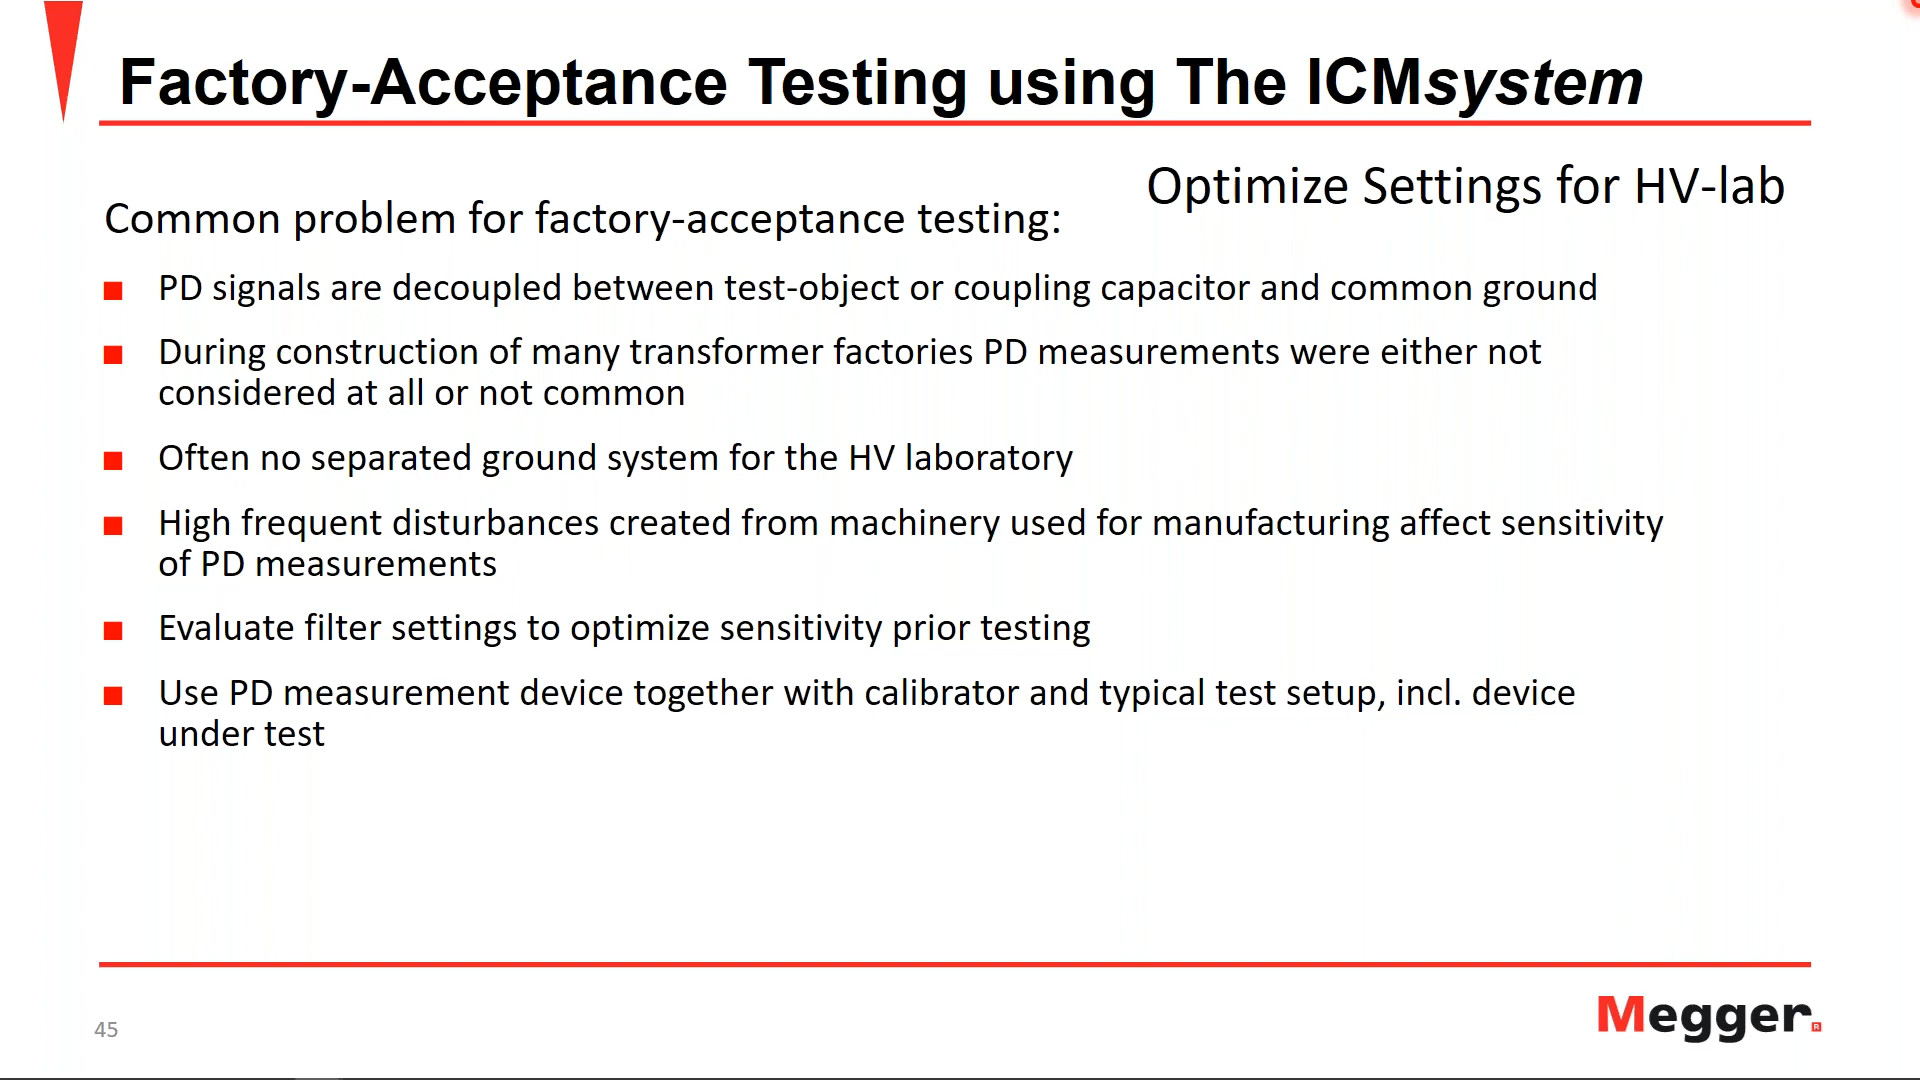 Factory-Acceptance Testing using The ICMsystem
Optimize Settings for HV-lab
Common problem for factory-acceptance testing:
PD signals are decoupled between test-object or coupling capacitor and common ground
During construction of many transformer factories PD measurements were either not
considered at all or not common
Often no separated ground system for the HV laboratory
High frequent disturbances created from machinery used for manufacturing affect sensitivity
of PD measurements
Evaluate filter settings to optimize sensitivity prior testing
Use PD measurement device together with calibrator and typical test setup, incl. device
under test
45
Megger.®